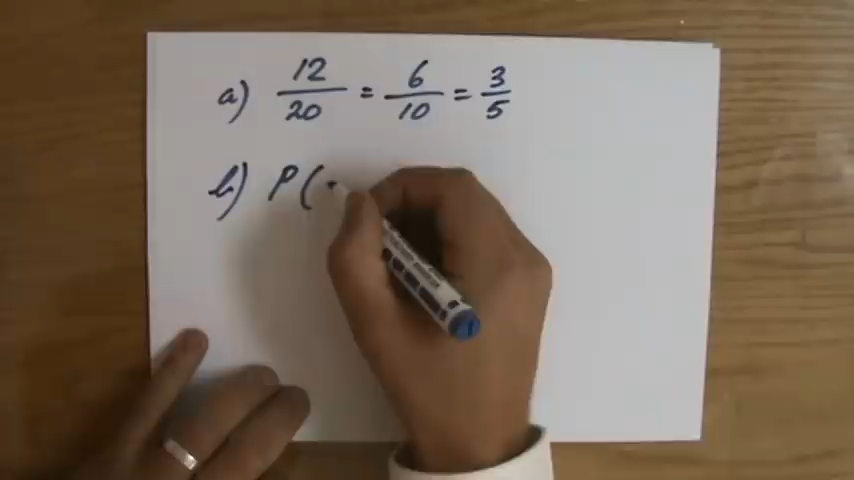 a) 12/20 = 6/10 = 3/5
b) P(